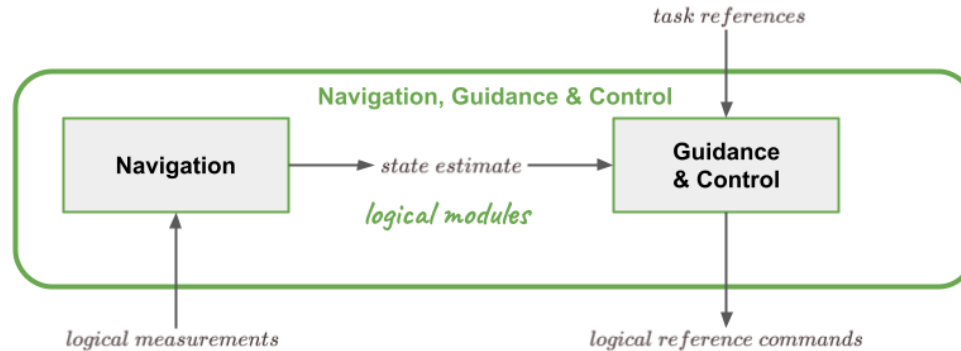 task references
Navigation, Guidance & Control
Navigation
state estimate
Guidance
& Control
logical modules
logical measurements
logical reference commands